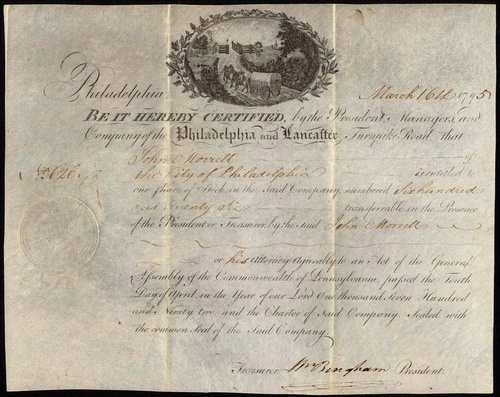 Philadelphia March 16th 1795
BE IT HEREBY CERTIFIED, by the President, Managers, and
Company of the Philadelphia and Lancaster Turnpike Road, that
John Morrell of
No. 626 the City of Philadelphia is entitled to
one Share of Stock in the Said Company, numbered Six hundred
and twenty Six transferrable in the Presence
of the President or Treasurer by the said John Morrell
or his Attorney Agreeably to an Act of the General
Assembly of the Commonwealth of Pennsylvania, passed the Ninth
Day of April, in the Year of our Lord One thousand Seven Hundred
and Ninety two, and the Charter of Said Company. Sealed with
the common Seal of the Said Company.
Treasurer Wm Bingham President.